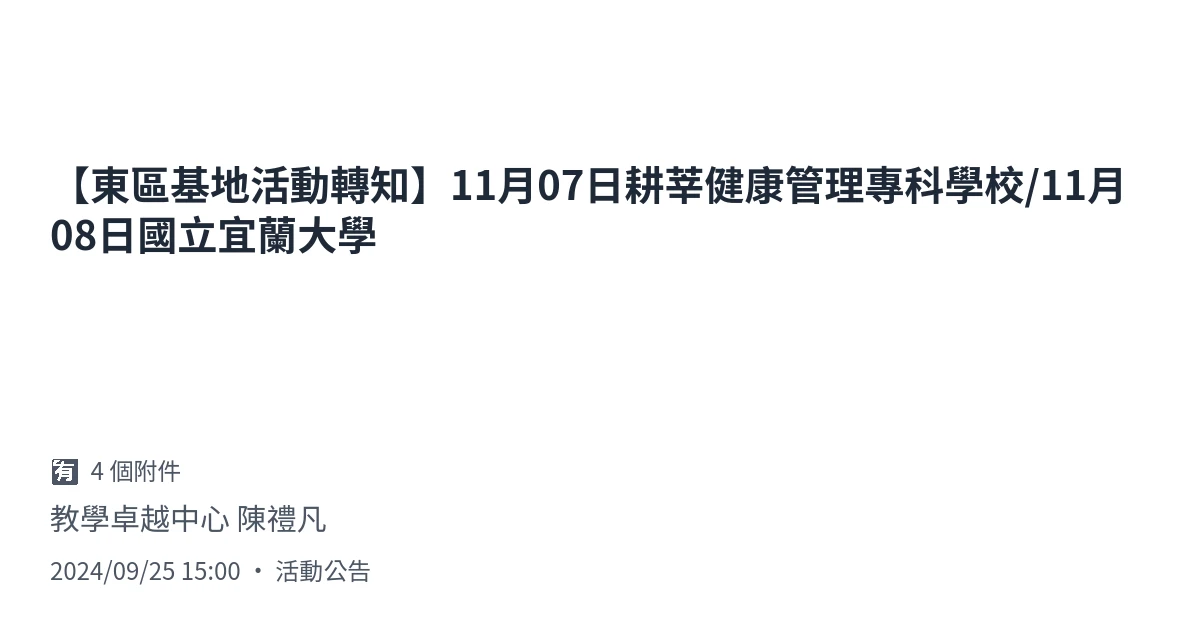 【東區基地活動轉知】11月07日耕莘健康管理專科學校/11月
08日國立宜蘭大學
有 4 個附件
教學卓越中心 陳禮凡
2024/09/25 15:00 • 活動公告